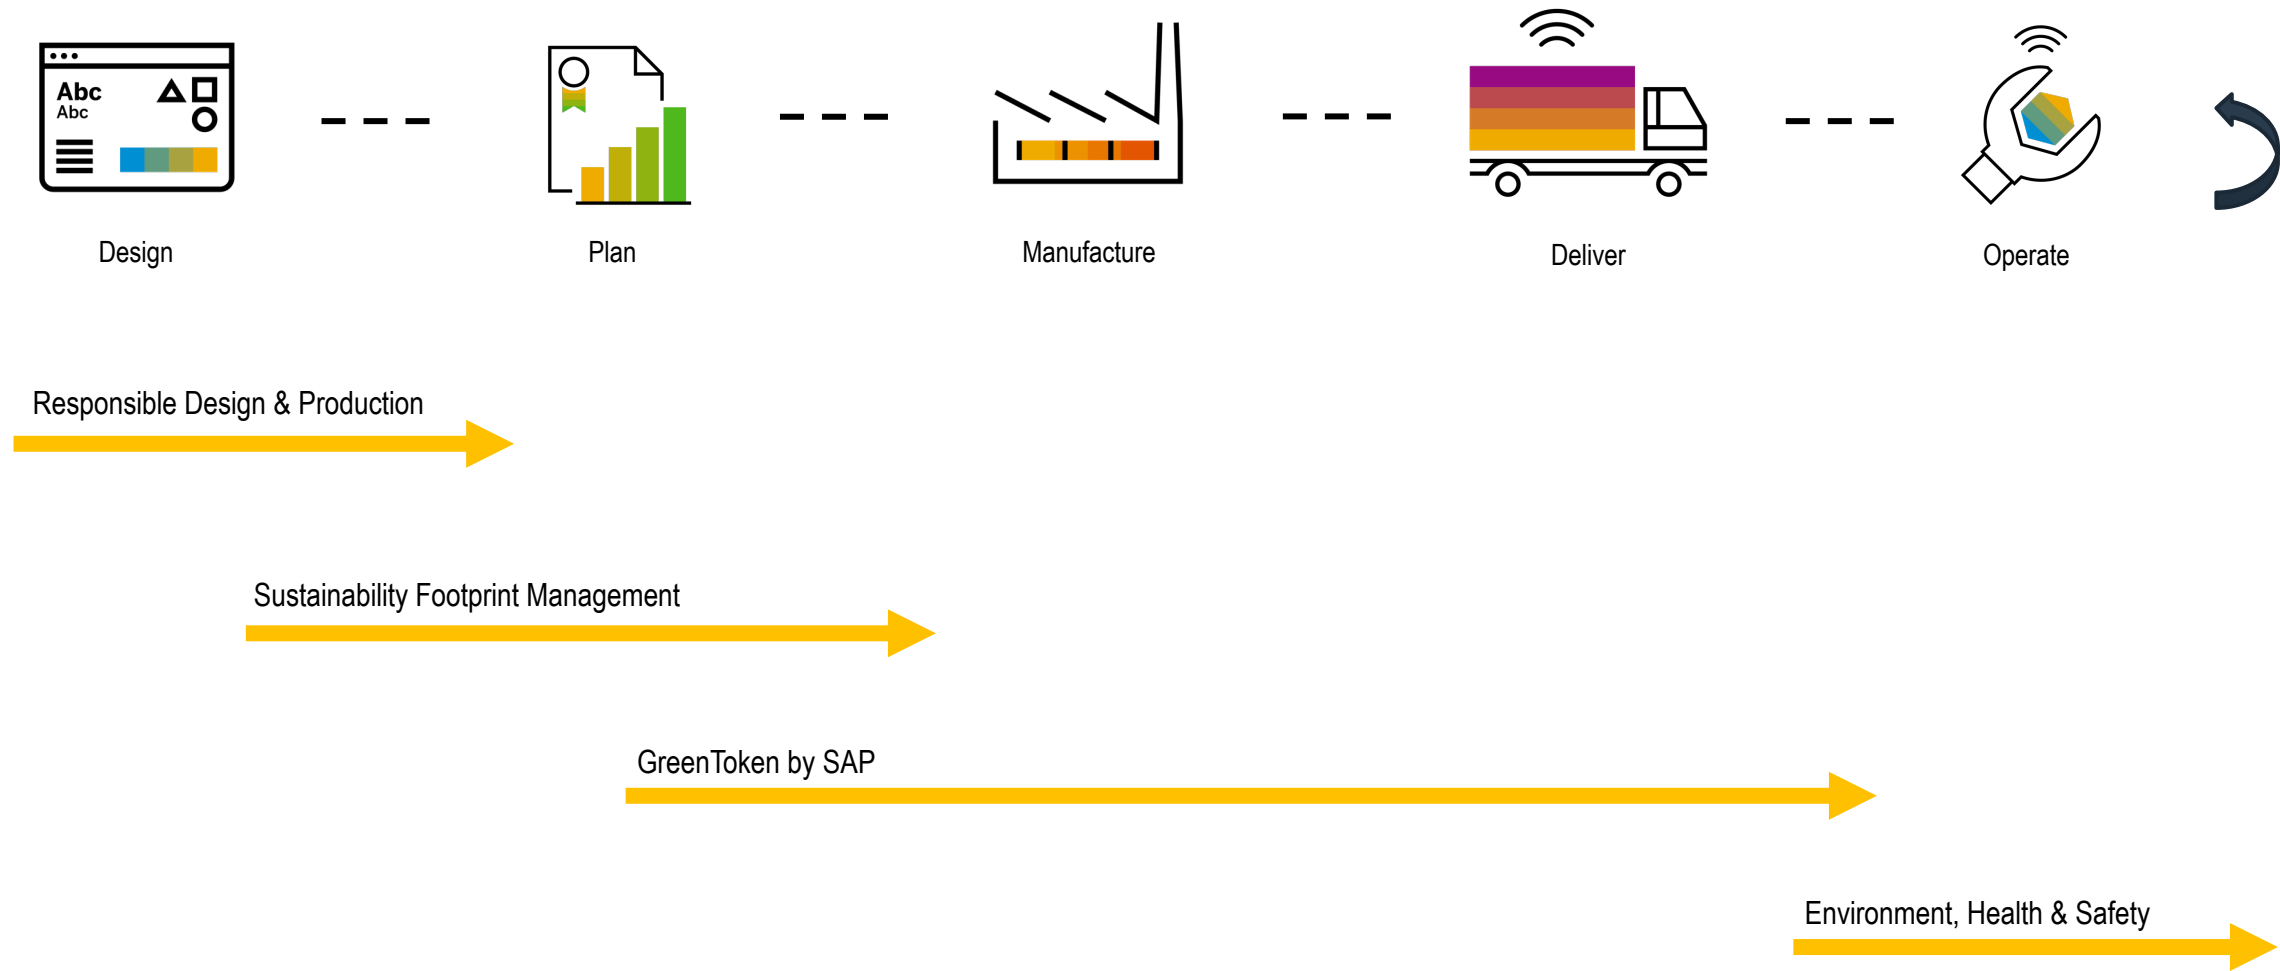 Abc
Abc
Design
Plan
Manufacture
Deliver
Operate
Responsible Design & Production
Sustainability Footprint Management
GreenToken by SAP
Environment, Health & Safety